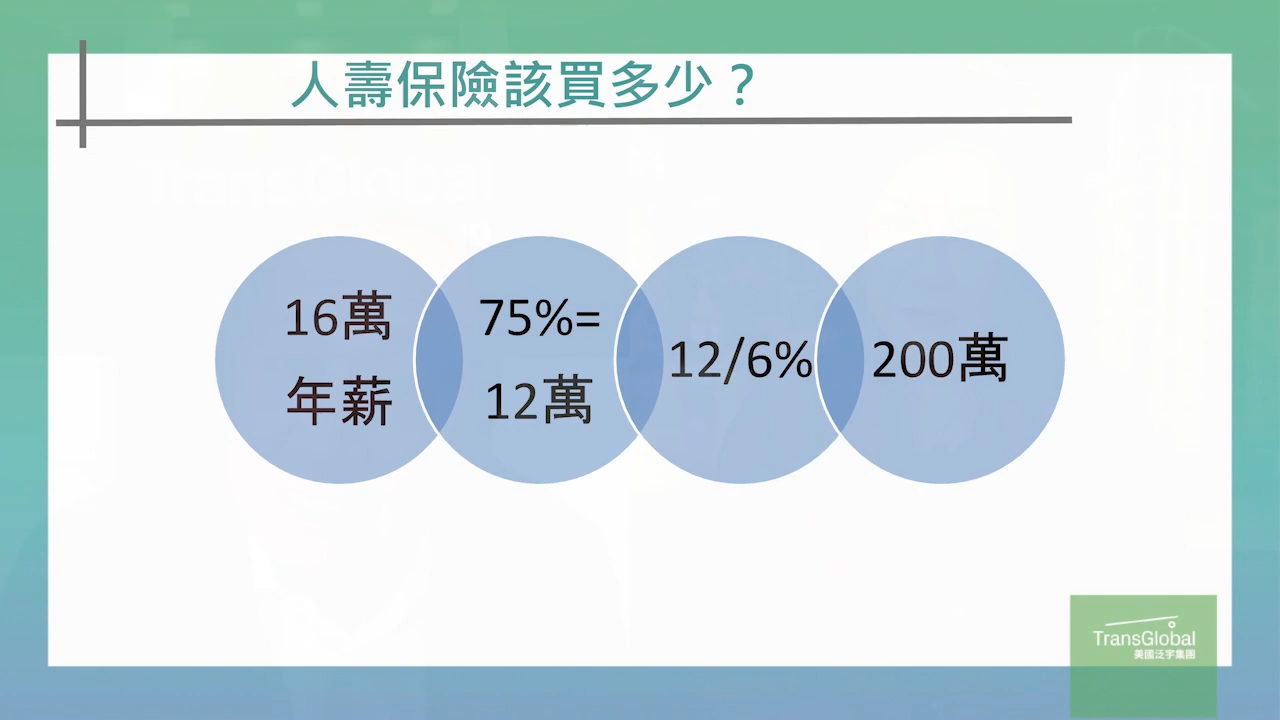 人壽保險該買多少？
16萬
年薪
75%=
12萬
12/6%
200萬
TransGlobal
美國泛宇集團